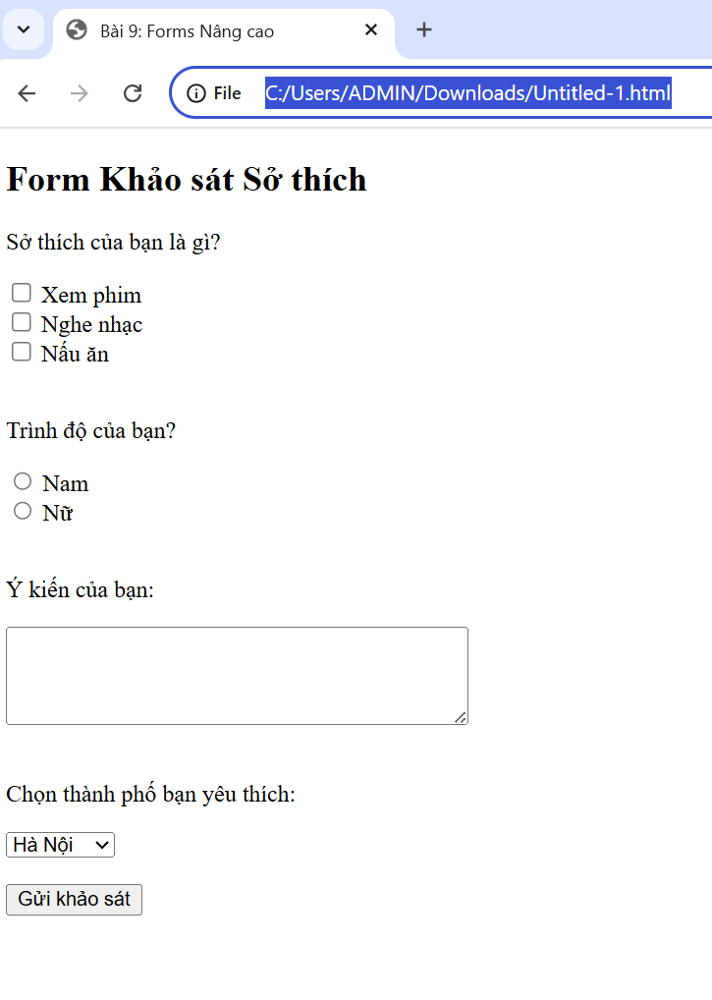 Bài 9: Forms Nâng cao
File C:/Users/ADMIN/Downloads/Untitled-1.html
Form Khảo sát Sở thích
Sở thích của bạn là gì?
Xem phim
Nghe nhạc
Nấu ăn
Trình độ của bạn?
Nam
Nữ
Ý kiến của bạn:
Chọn thành phố bạn yêu thích:
Hà Nội
Gửi khảo sát